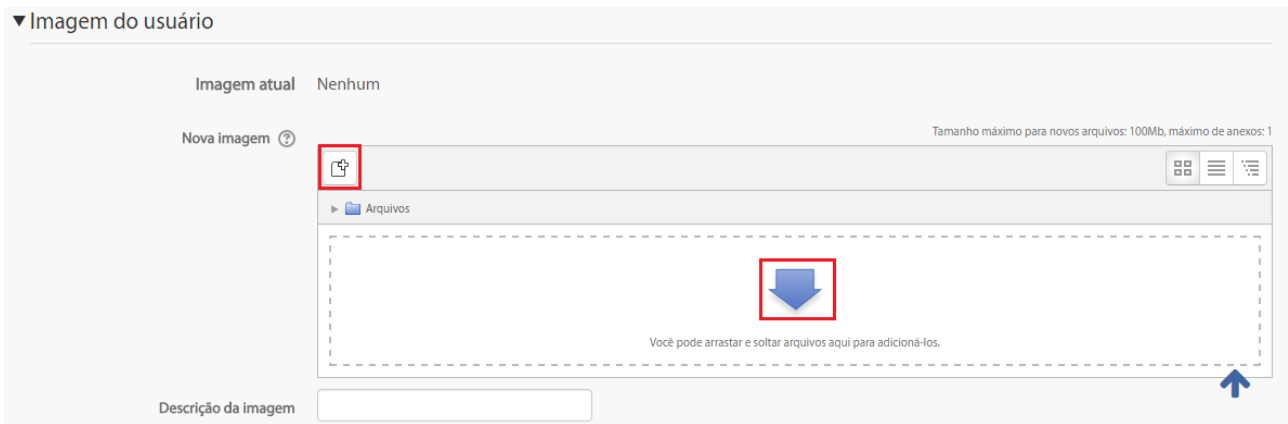 Imagem do usuário
Imagem atual Nenhum
Tamanho máximo para novos arquivos: 100Mb, máximo de anexos: 1
Nova imagem
Arquivos
Você pode arrastar e soltar arquivos aqui para adicioná-los.
Descrição da imagem